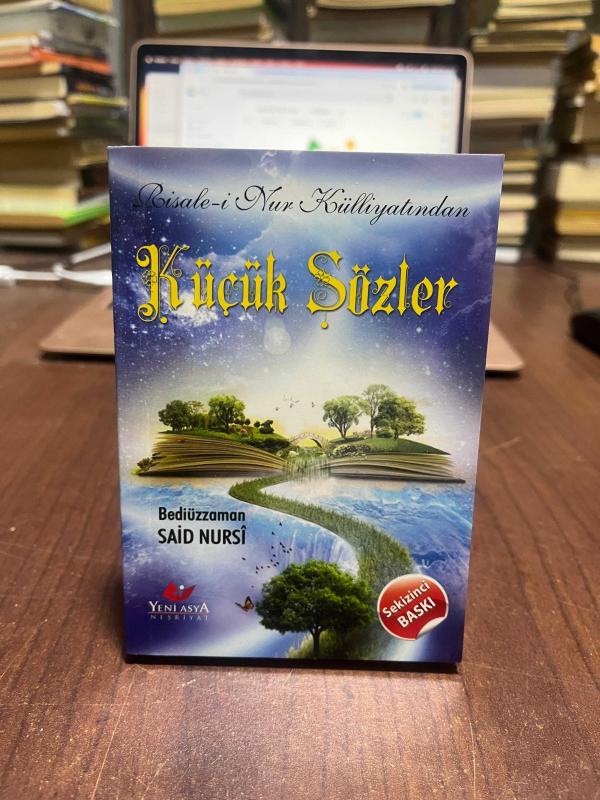 Risale-i Nur Külliyatından
Küçük Sözler
Bediüzzaman
SAİD NURSÎ
YENİ ASYA
NEŞRİYAT
Sekizinci
BASKI